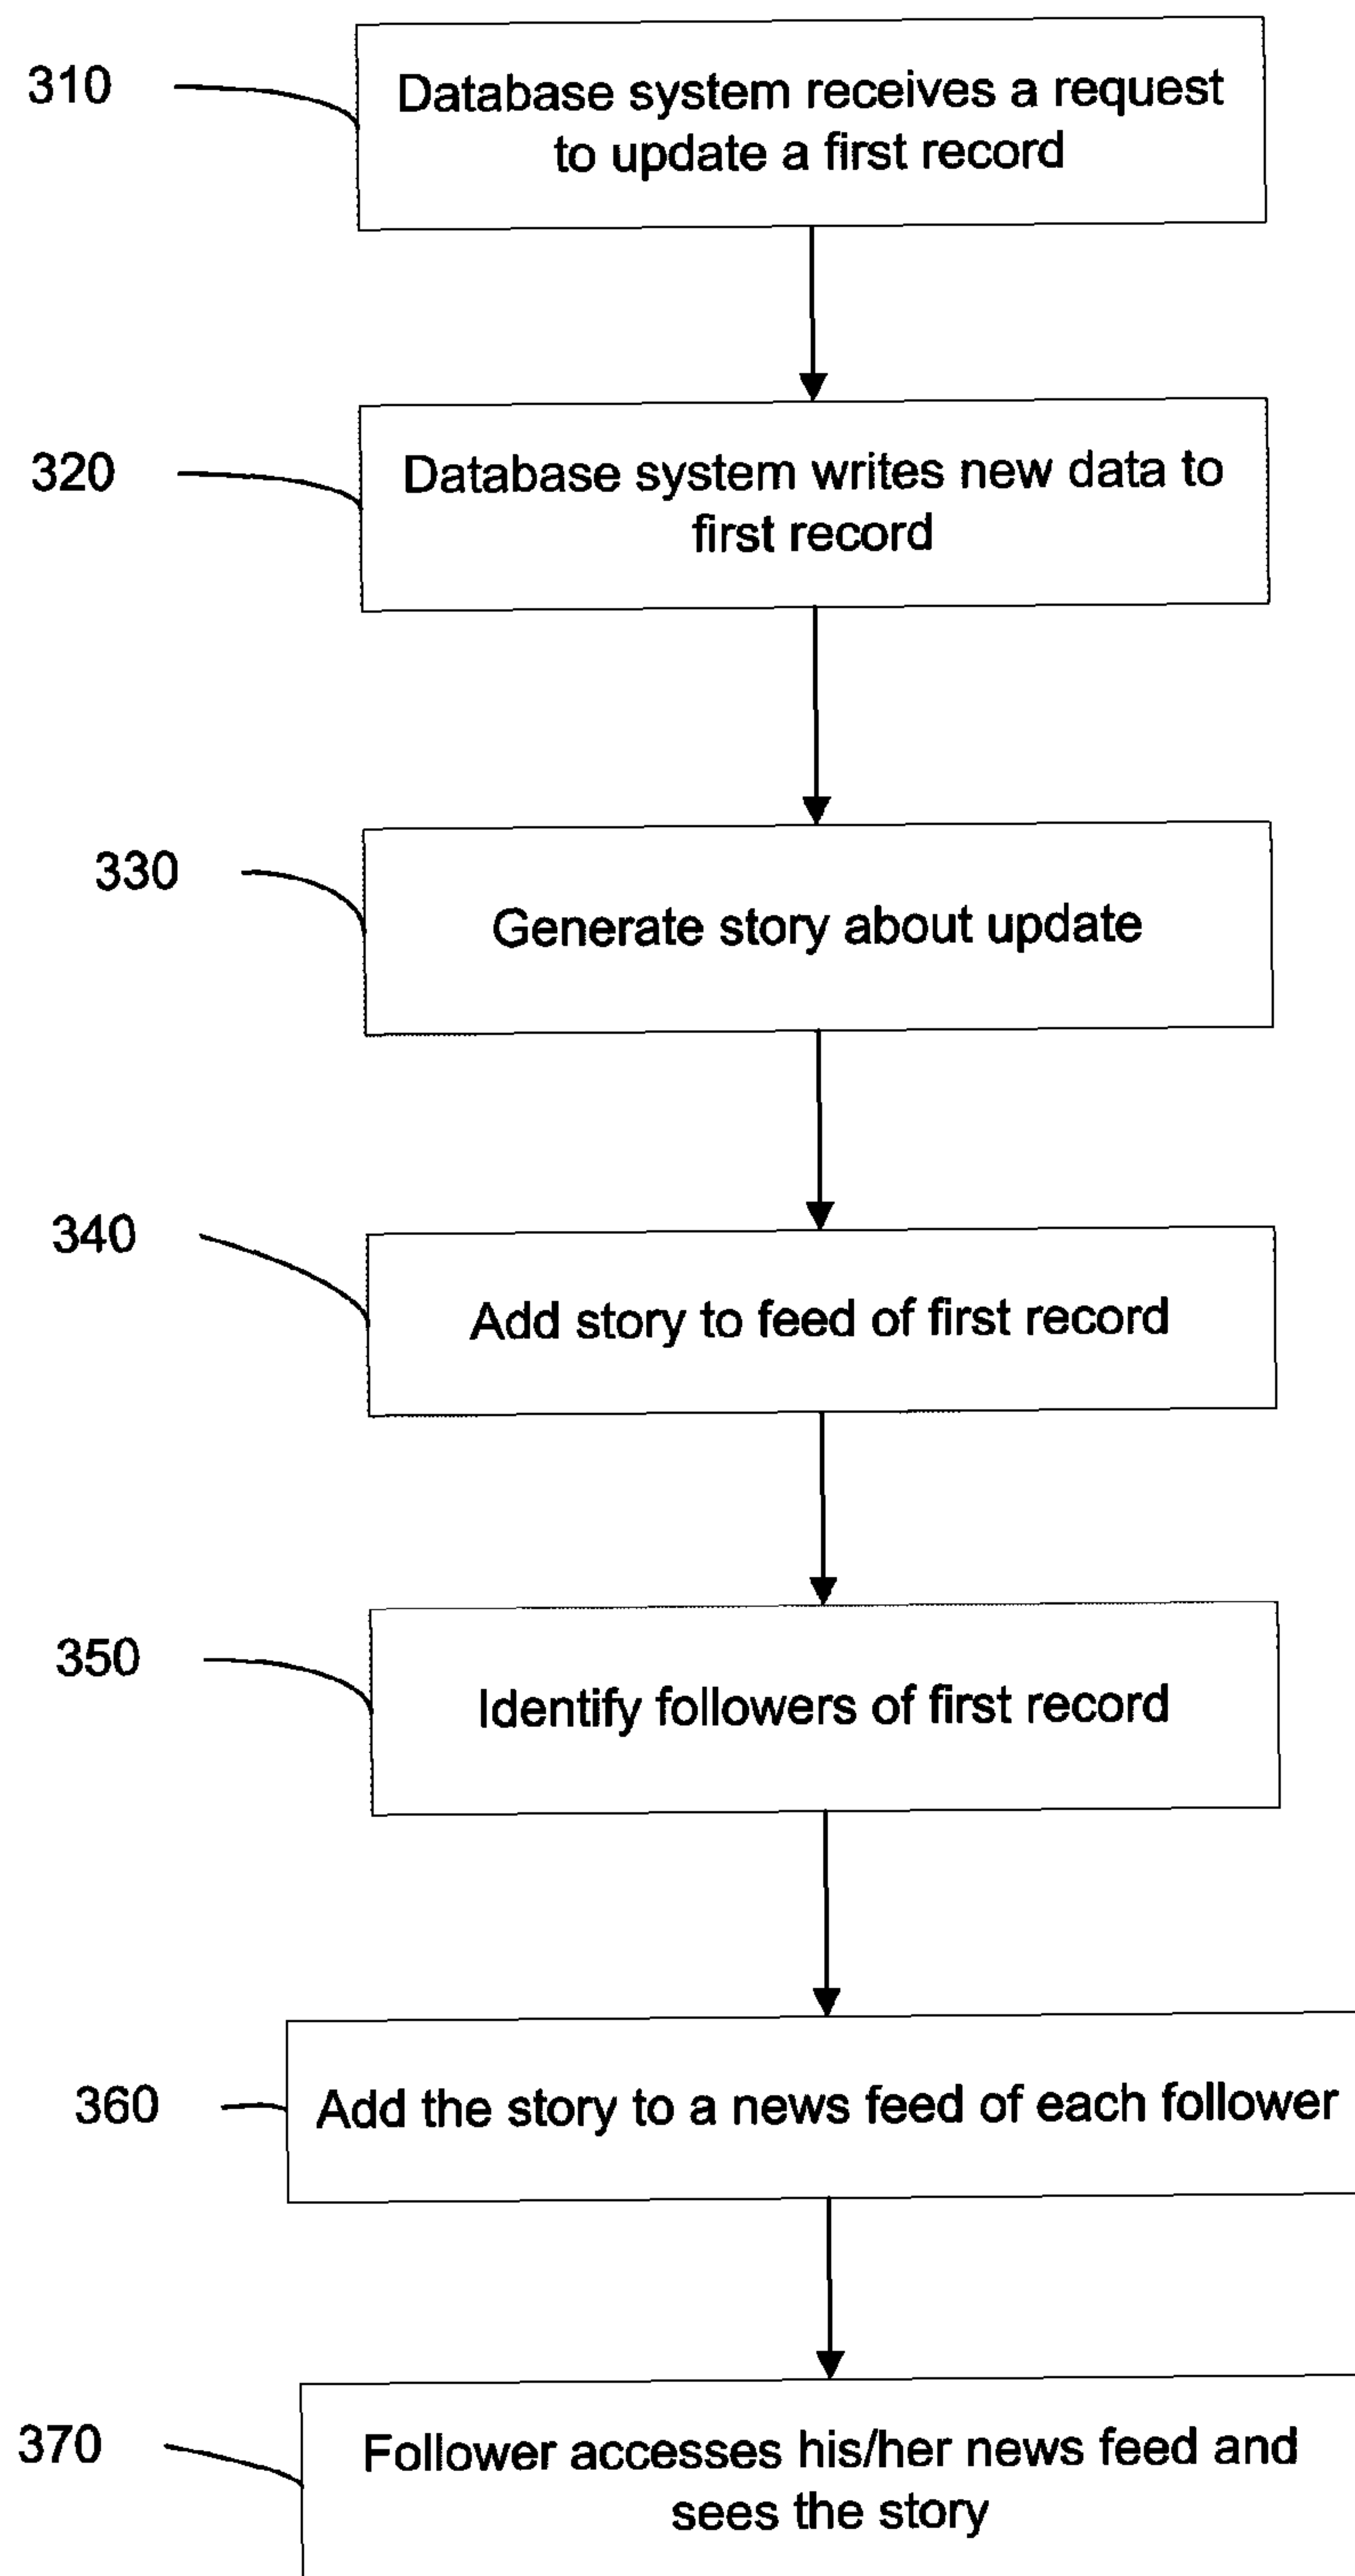 310
Database system receives a request
to update a first record
320
Database system writes new data to
first record
330
Generate story about update
340
Add story to feed of first record
350
Identify followers of first record
360
Add the story to a news feed of each follower
370
Follower accesses his/her news feed and
sees the story